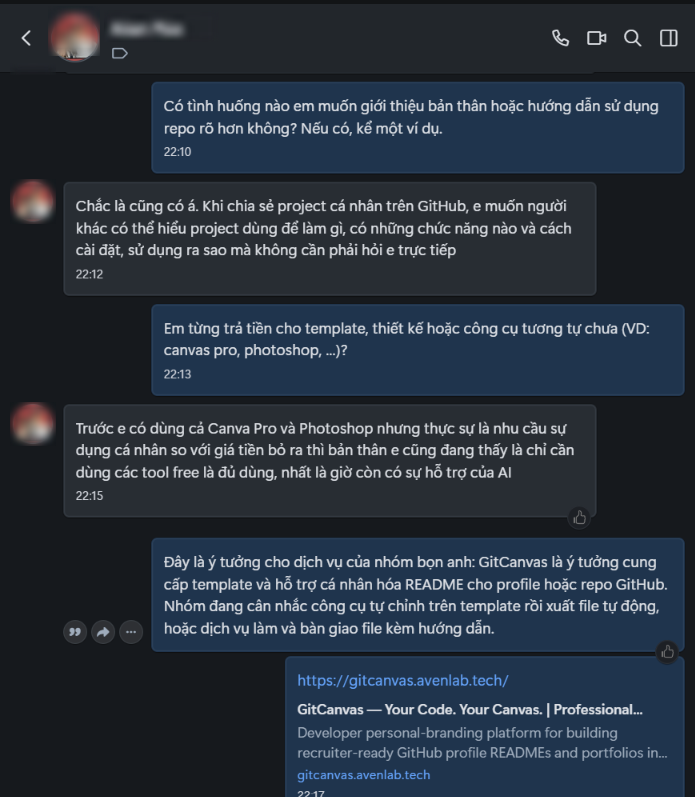 Có tình huống nào em muốn giới thiệu bản thân hoặc hướng dẫn sử dụng
repo rõ hơn không? Nếu có, kể một ví dụ.
22:10
Chắc là cũng có á. Khi chia sẻ project cá nhân trên GitHub, e muốn người
khác có thể hiểu project dùng để làm gì, có những chức năng nào và cách
cài đặt, sử dụng ra sao mà không cần phải hỏi e trực tiếp
22:12
Em từng trả tiền cho template, thiết kế hoặc công cụ tương tự chưa (VD:
canvas pro, photoshop, ...)?
22:13
Trước e có dùng cả Canva Pro và Photoshop nhưng thực sự là nhu cầu sự
dụng cá nhân so với giá tiền bỏ ra thì bản thân e cũng đang thấy là chỉ cần
dùng các tool free là đủ dùng, nhất là giờ còn có sự hỗ trợ của AI
22:15
Đây là ý tưởng cho dịch vụ của nhóm bọn anh: GitCanvas là ý tưởng cung
cấp template và hỗ trợ cá nhân hóa README cho profile hoặc repo GitHub.
Nhóm đang cân nhắc công cụ tự chỉnh trên template rồi xuất file tự động,
hoặc dịch vụ làm và bàn giao file kèm hướng dẫn.
https://gitcanvas.avenlab.tech/
GitCanvas — Your Code. Your Canvas. | Professional...
Developer personal-branding platform for building
recruiter-ready GitHub profile READMEs and portfolios in...
gitcanvas.avenlab.tech
22:17